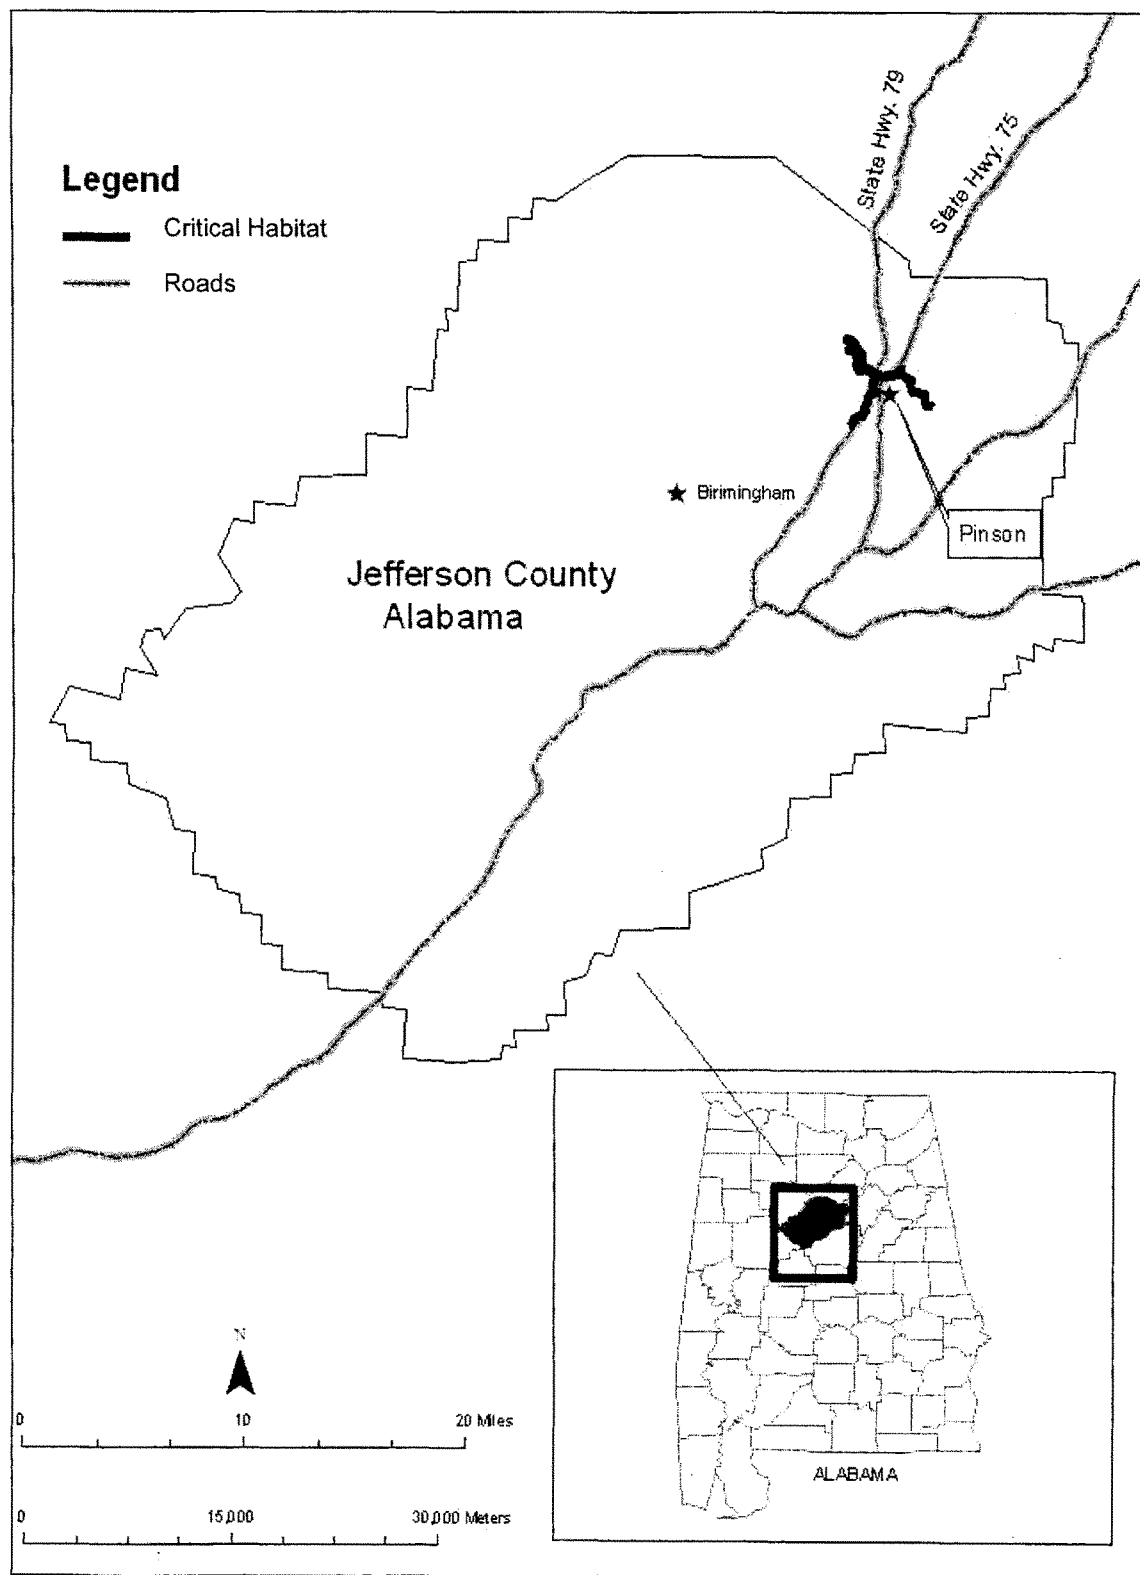 State Hwy. 79
State Hwy. 75
Legend
Critical Habitat
Roads
Birimingham
Pinson
Jefferson County
Alabama
N
0 10 20 Miles
0 15,000 30,000 Meters
ALABAMA